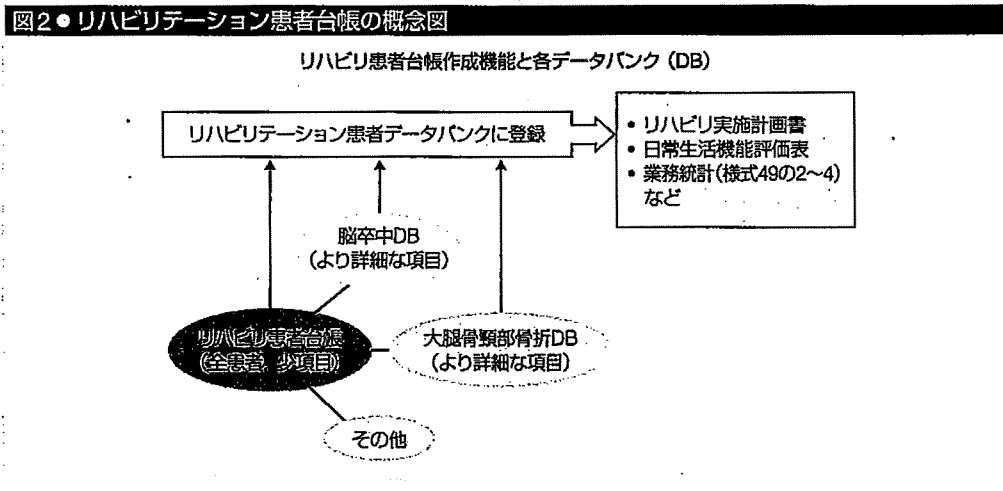 図2●リハビリテーション患者台帳の概念図
リハビリ患者台帳作成機能と各データバンク（DB）
リハビリテーション患者データバンクに登録
• リハビリ実施計画書
• 日常生活機能評価表
• 業務統計(様式49の2～4)
など
脳卒中DB
(より詳細な項目)
リハビリ患者台帳
(全患者、少項目)
大腿骨頸部骨折DB
(より詳細な項目)
その他